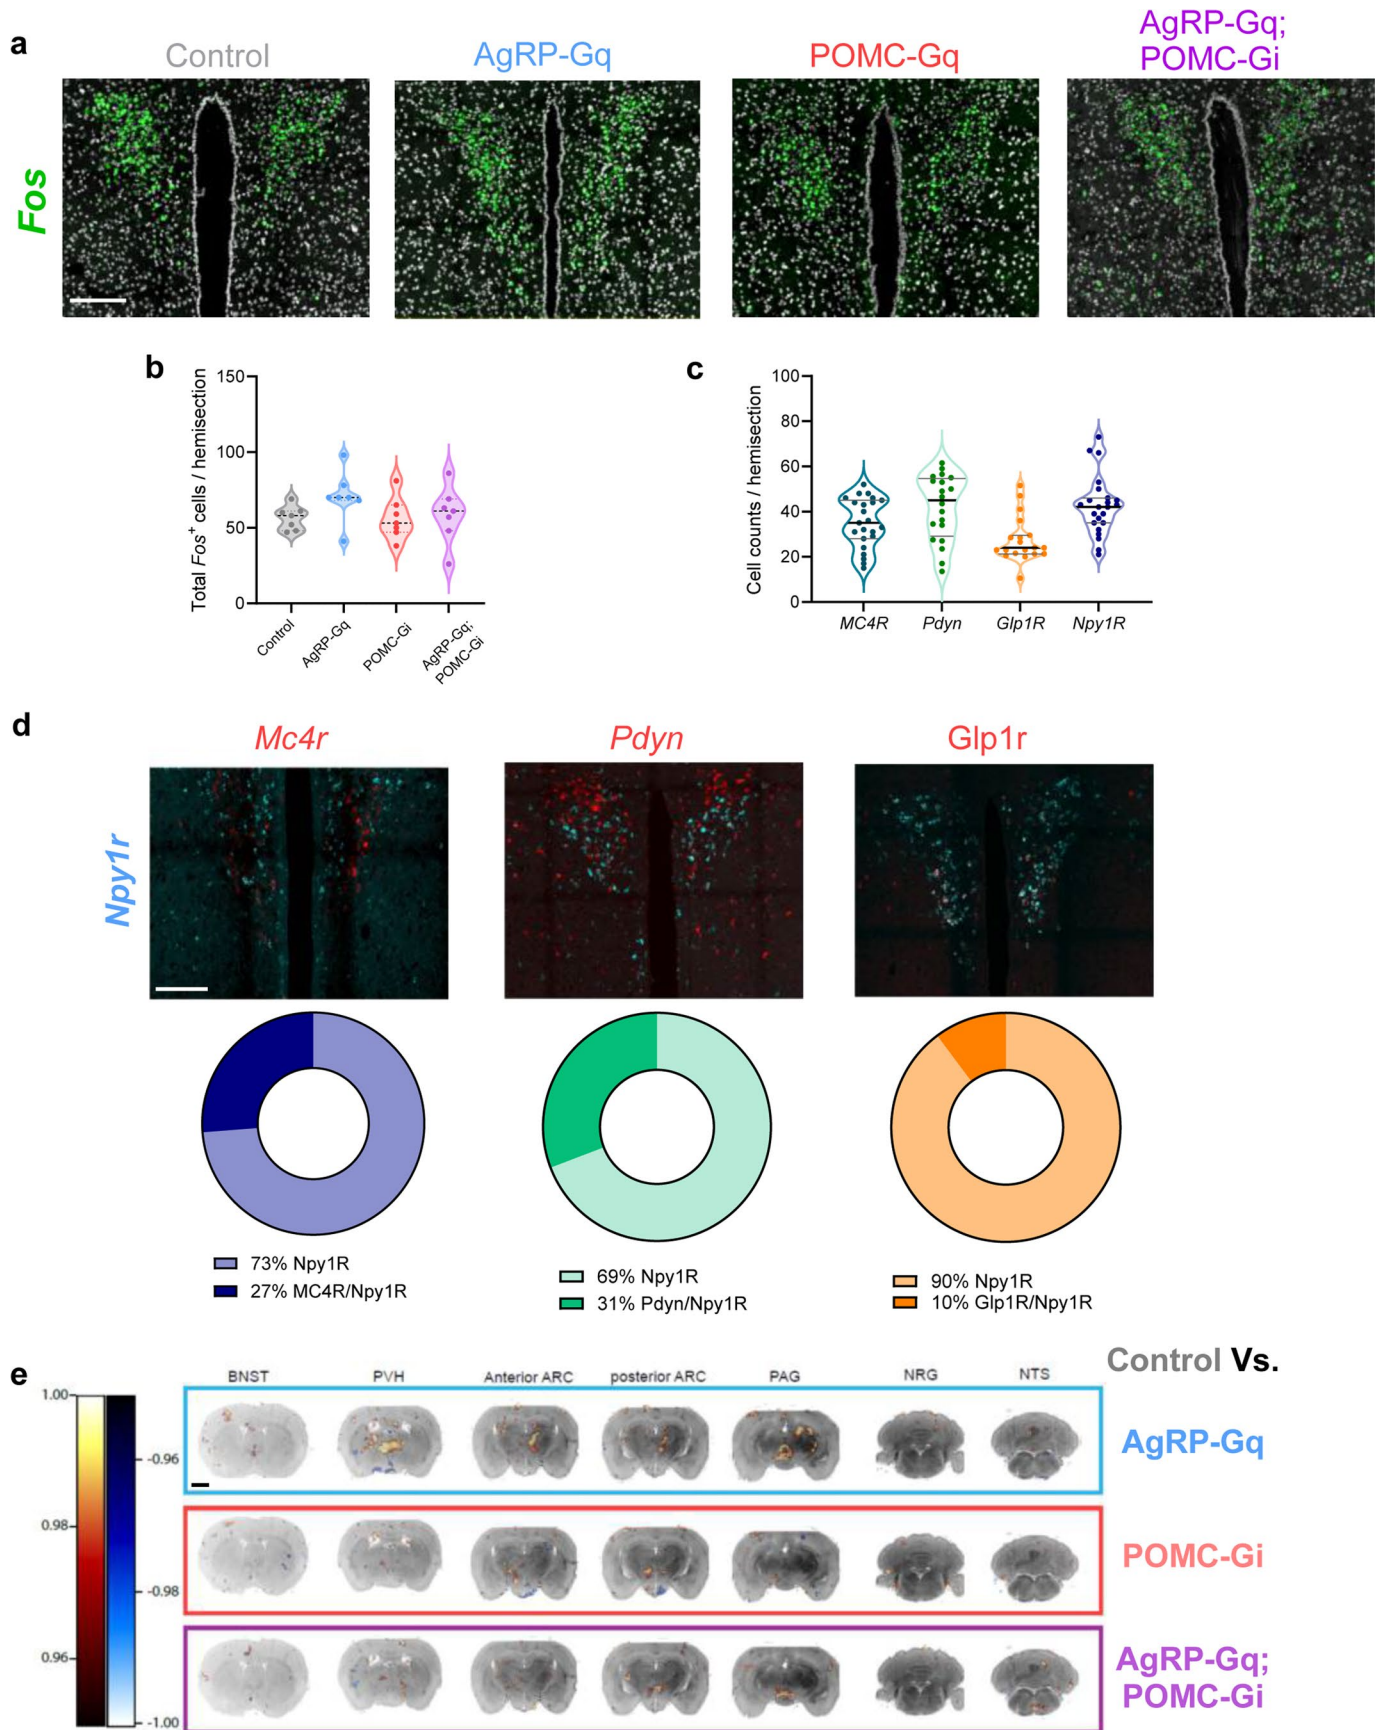 a
Control
AgRP-Gq
POMC-Gq
AgRP-Gq;
POMC-Gi
Fos
b
Total Fos+ cells / hemisection
150
100
50
0
Control
AgRP-Gq
POMC-Gi
AgRP-Gq;
POMC-Gi
c
Cell counts / hemisection
100
80
60
40
20
0
MC4R
Pdyn
Glp1R
Npy1R
d
Mc4r
Pdyn
Glp1r
Npy1r
73% Npy1R
27% MC4R/Npy1R
69% Npy1R
31% Pdyn/Npy1R
90% Npy1R
10% Glp1R/Npy1R
e
1.00
0.98
0.96
-0.96
-0.98
-1.00
BNST
PVH
Anterior ARC
posterior ARC
PAG
NRG
NTS
Control Vs.
AgRP-Gq
POMC-Gi
AgRP-Gq;
POMC-Gi